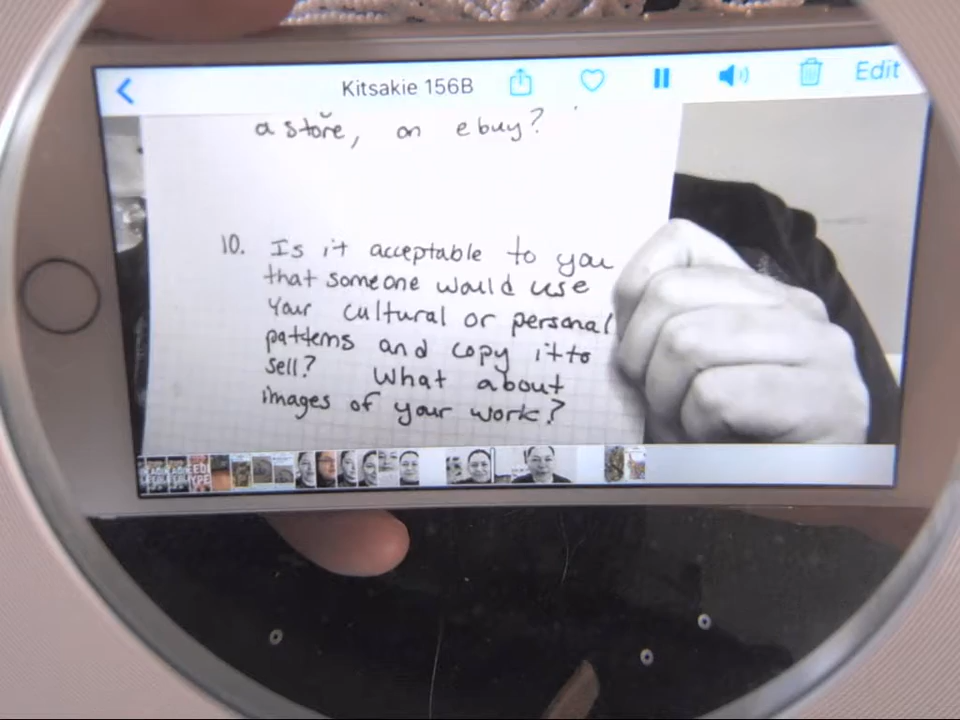 Kitsakie 156B
Edit
a store, on ebuy?
10. Is it acceptable to you
that someone would use
your cultural or personal
patterns and copy it to
sell? What about
images of your work?